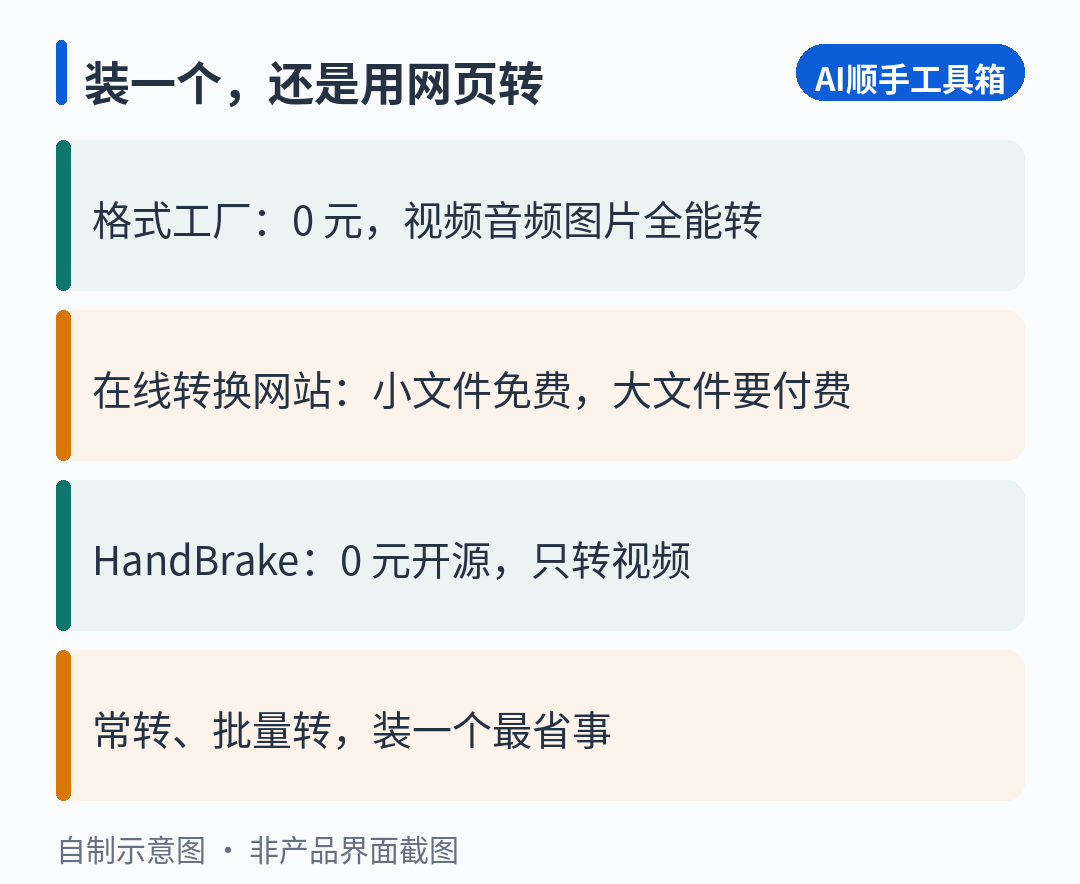 装一个，还是用网页转
AI顺手工具箱
格式工厂：0 元，视频音频图片全能转
在线转换网站：小文件免费，大文件要付费
HandBrake：0 元开源，只转视频
常转、批量转，装一个最省事
自制示意图 · 非产品界面截图